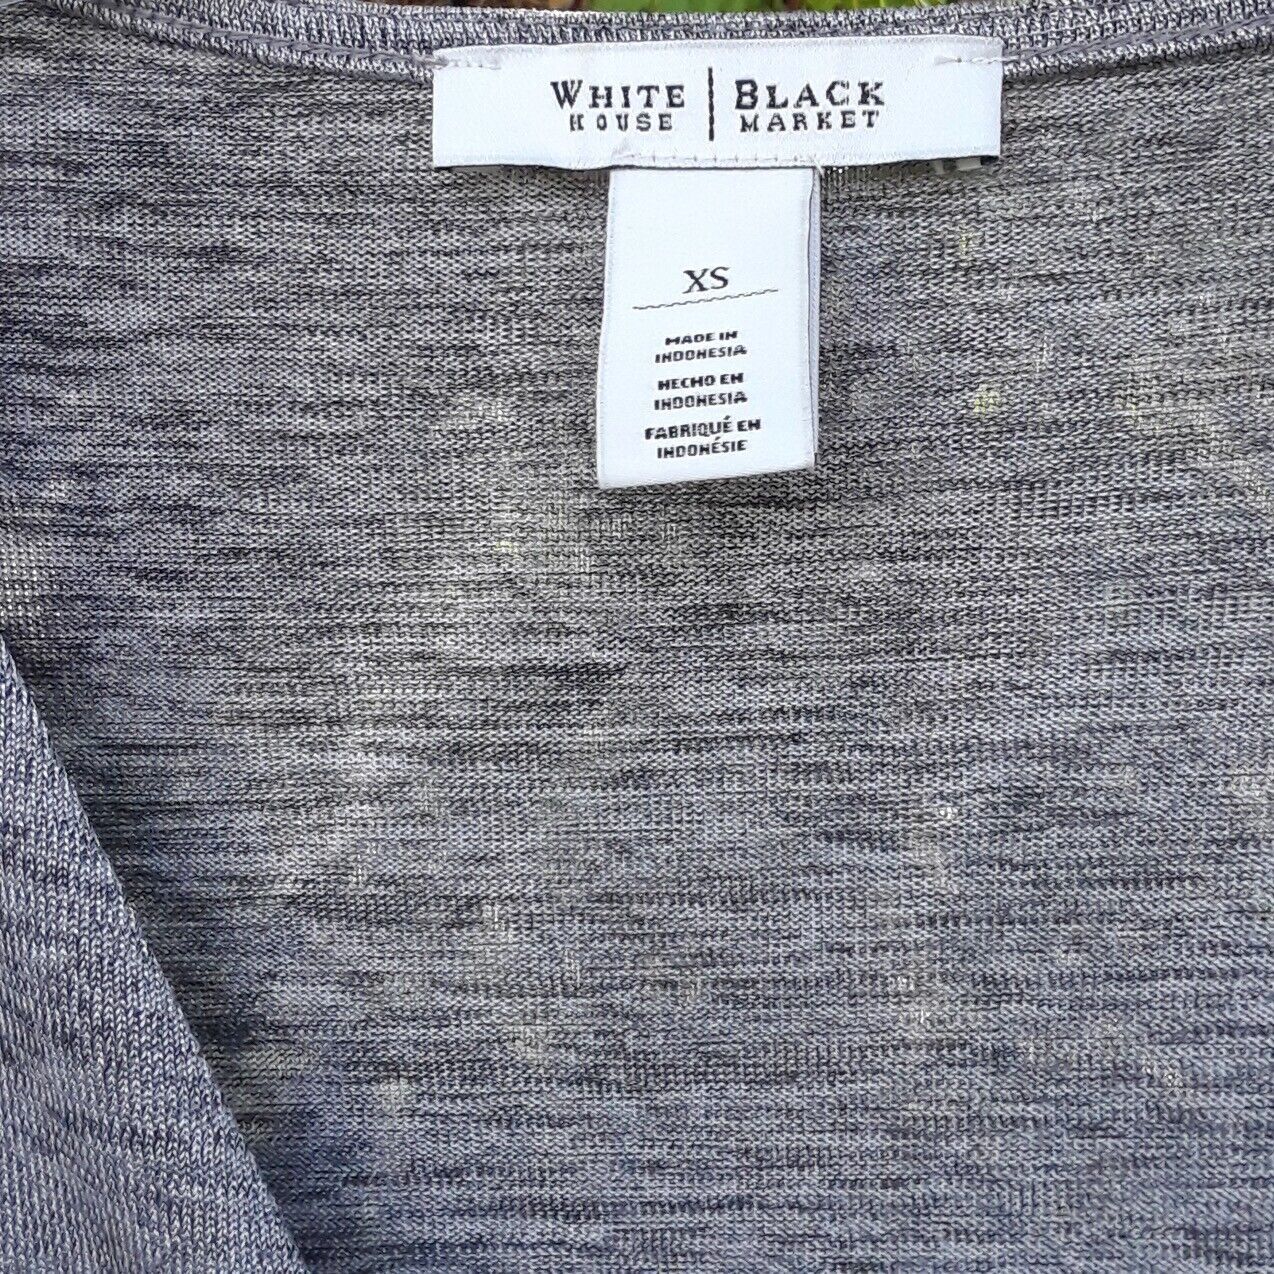 WHITE | BLACK
HOUSE | MARKET
XS
MADE IN
INDONESIA
HECHO EN
INDONESIA
FABRIQUÉ EN
INDONÉSIE